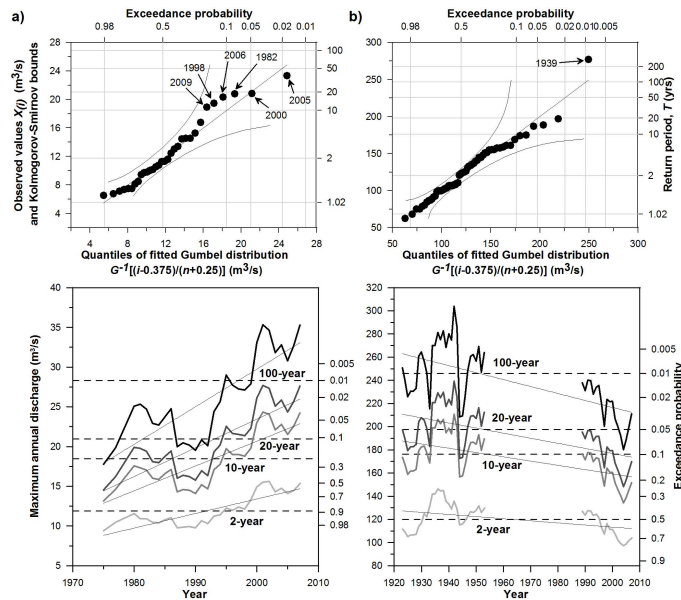 a)
Exceedance probability
0.98 0.5 0.1 0.05 0.02 0.01
Observed values X(i) (m³/s)
and Kolmogorov-Smirnov bounds
28
24
20
16
12
8
4
100
50
20
10
2
1.02
2009
1998
2006
1982
2000
2005
4 8 12 16 20 24 28
Quantiles of fitted Gumbel distribution
G⁻¹[(i-0.375)/(n+0.25)] (m³/s)
b)
Exceedance probability
0.98 0.5 0.1 0.05 0.02 0.01 0.005
300
250
200
150
100
50
1939
200
100
50
20
10
2
1.02
Return period, T (yrs)
50 100 150 200 250 300
Quantiles of fitted Gumbel distribution
G⁻¹[(i-0.375)/(n+0.25)] (m³/s)
Maximum annual discharge (m³/s)
40
35
30
25
20
15
10
5
100-year
20-year
10-year
2-year
0.005
0.01
0.02
0.05
0.1
0.3
0.5
0.7
0.9
0.98
1970 1980 1990 2000 2010
Year
320
300
280
260
240
220
200
180
160
140
120
100
80
60
100-year
20-year
10-year
2-year
0.005
0.01
0.02
0.05
0.1
0.2
0.3
0.5
0.7
0.9
Exceedance probability
1920 1930 1940 1950 1960 1970 1980 1990 2000 2010
Year